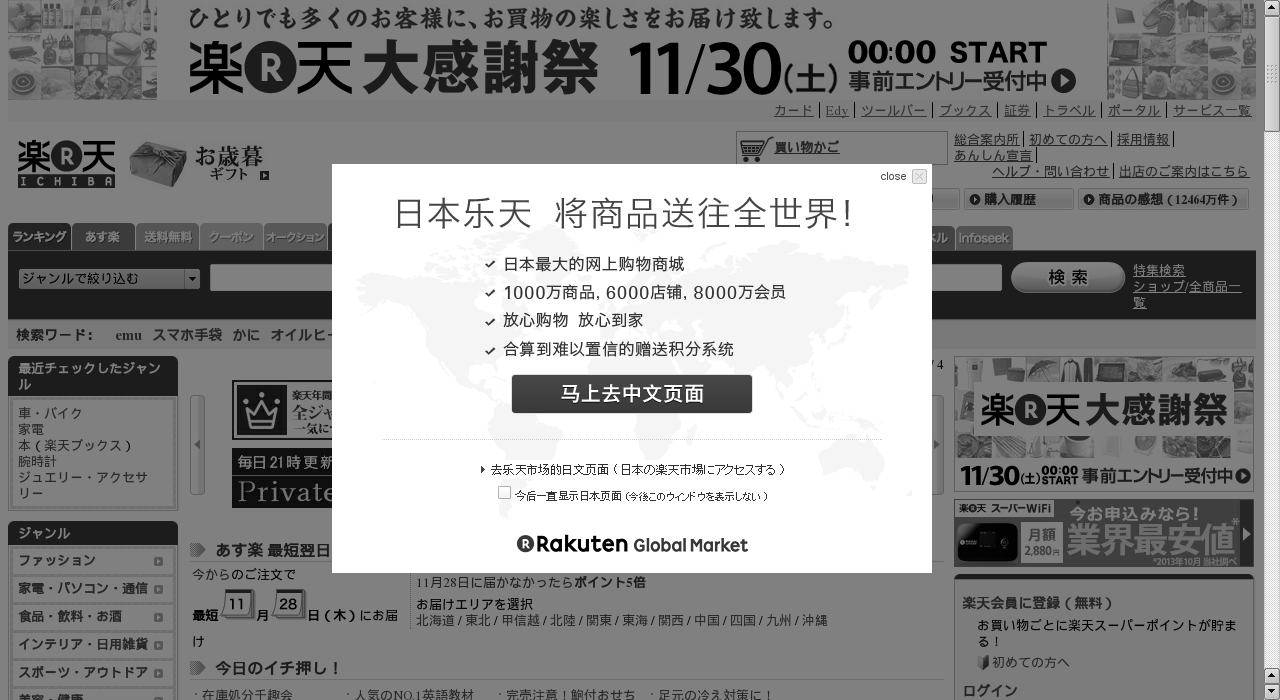 ひとりでも多くのお客様に、お買物の楽しさをお届け致します。
楽R天 大感謝祭 11/30(土) 00:00 START
事前エントリー受付中
カード Edy ツールバー ブックス 証券 トラベル ポータル サービス一覧
楽R天
ICHIBA
お歳暮
ギフト
買い物かご
総合案内所 初めての方へ 採用情報
あんしん宣言
ヘルプ・問い合わせ 出店のご案内はこちら
購入履歴 商品の感想(12464万件)
ランキング あす楽 送料無料 クーポン オークション Infoseek
ジャンルで絞り込む
検索
特集検索
ショップ/全商品一覧
検索ワード: emu スマホ手袋 かに オイルヒー
close
日本乐天 将商品送往全世界!
日本最大的网上购物商城
1000万商品, 6000店铺, 8000万会员
放心购物 放心到家
合算到难以置信的赠送积分系统
马上去中文页面
去乐天市场的日文页面(日本の楽天市場にアクセスする)
今后一直显示日本页面(今後このウィンドウを表示しない)
Rakuten Global Market
最近チェックしたジャンル
車・バイク
家電
本(楽天ブックス)
腕時計
ジュエリー・アクセサリー
ジャンル
ファッション
家電・パソコン・通信
食品・飲料・お酒
インテリア・日用雑貨
スポーツ・アウトドア
美容・健康
楽天年間
全ジャ
一気に
毎日21時更新
Private
あす楽 最短翌日
今からのご注文で
最短 11 月 28 日(木)にお届け
11月28日に届かなかったらポイント5倍
お届けエリアを選択
北海道 / 東北 / 甲信越 / 北陸 / 関東 / 東海 / 関西 / 中国 / 四国 / 九州 / 沖縄
今日のイチ押し!
・在庫処分千趣会 ・人気のNO.1英語教材 ・完売注意!鯛付おせち ・足元の冷え対策に!
楽R天 大感謝祭
11/30(土) 00:00 START 事前エントリー受付中
楽R天 スーパーWiFi
月額
2,880円
今お申込みなら!
業界最安値*
*2013年10月 当社調べ
楽天会員に登録(無料)
お買い物ごとに楽天スーパーポイントが貯まる!
初めての方へ
ログイン